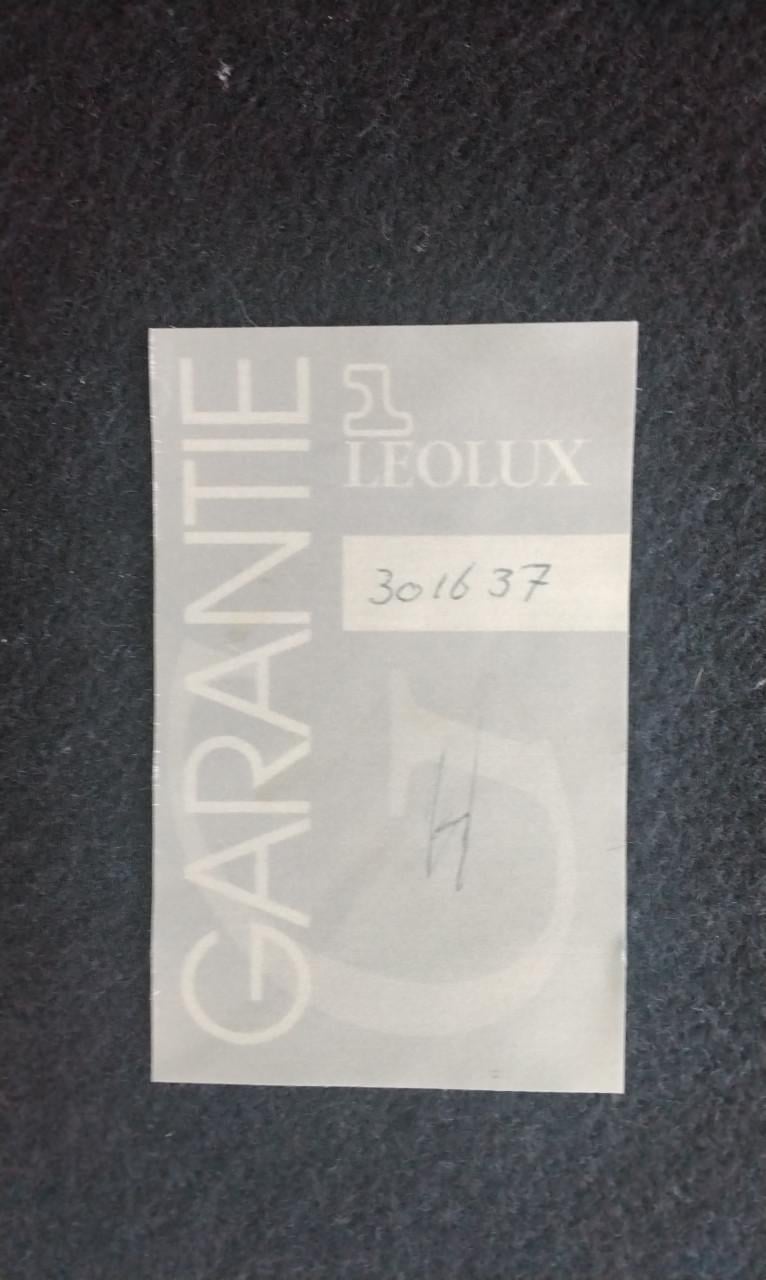 GARANTIE
LEOLUX
301637
H